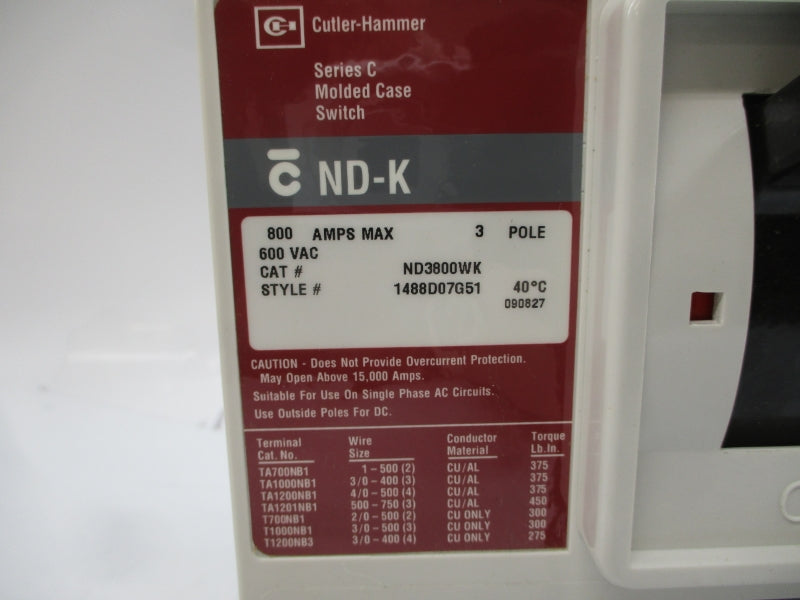 Cutler-Hammer
Series C
Molded Case
Switch
C ND-K
800 AMPS MAX 3 POLE
600 VAC
CAT # ND3800WK
STYLE # 1488D07G51 40°C
090827
CAUTION - Does Not Provide Overcurrent Protection.
May Open Above 15,000 Amps.
Suitable For Use On Single Phase AC Circuits.
Use Outside Poles For DC.
Terminal Wire Conductor Torque
Cat. No. Size Material Lb. In.
TA700NB1 1 – 500 (2) CU/AL 375
TA1000NB1 3/0 – 400 (3) CU/AL 375
TA1200NB1 4/0 – 500 (4) CU/AL 375
TA1201NB1 500 – 750 (3) CU/AL 450
T700NB1 2/0 – 500 (2) CU ONLY 300
T1000NB1 3/0 – 500 (3) CU ONLY 300
T1200NB3 3/0 – 400 (4) CU ONLY 275